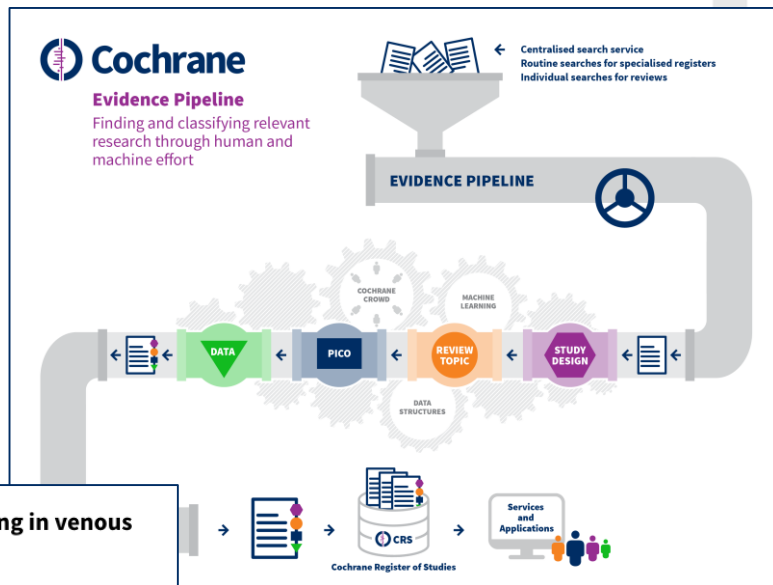 Cochrane
Evidence Pipeline
Finding and classifying relevant
research through human and
machine effort
Centralised search service
Routine searches for specialised registers
Individual searches for reviews
EVIDENCE PIPELINE
COCHRANE
CROWD
MACHINE
LEARNING
DATA
PICO
REVIEW
TOPIC
STUDY
DESIGN
DATA
STRUCTURES
ng in venous
CRS
Cochrane Register of Studies
Services
and
Applications